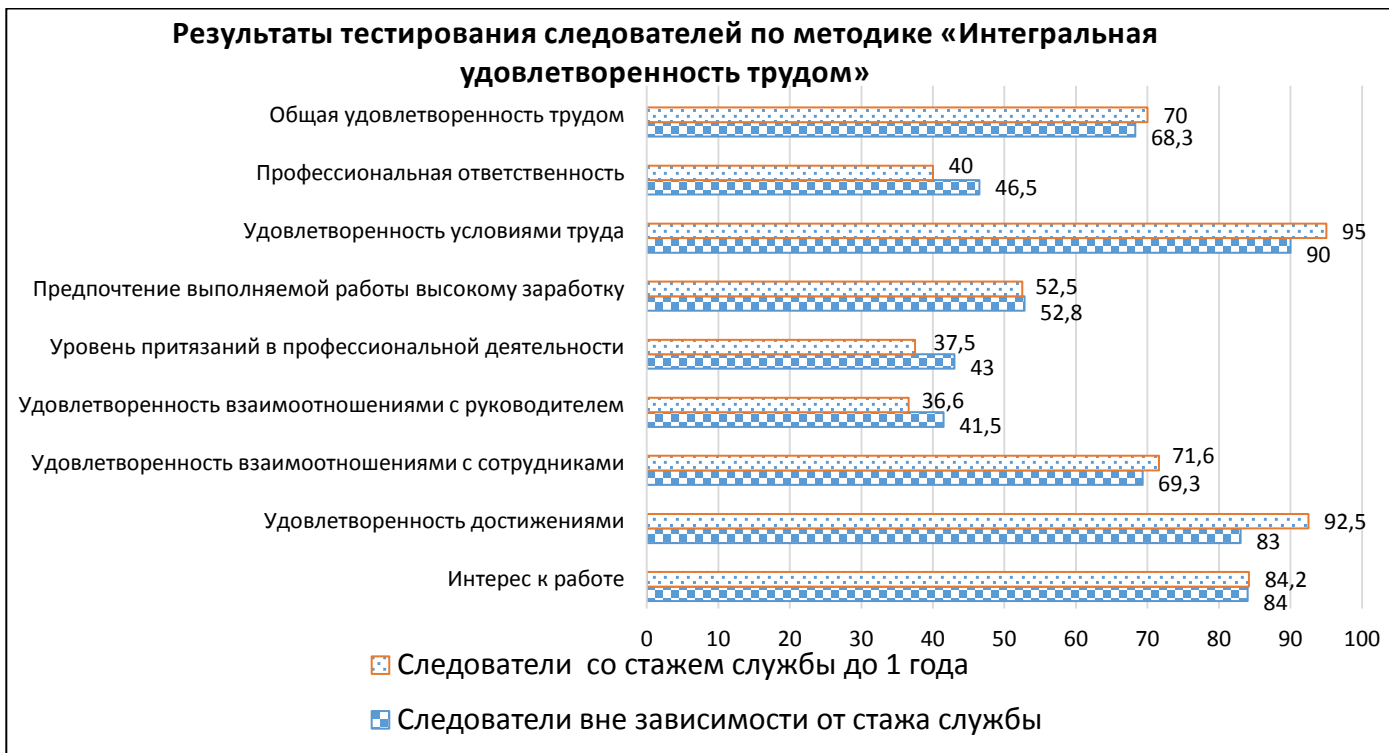 Результаты тестирования следователей по методике «Интегральная
удовлетворенность трудом»
Общая удовлетворенность трудом
70
68,3
Профессиональная ответственность
40
46,5
Удовлетворенность условиями труда
95
90
Предпочтение выполняемой работы высокому заработку
52,5
52,8
Уровень притязаний в профессиональной деятельности
37,5
43
Удовлетворенность взаимоотношениями с руководителем
36,6
41,5
Удовлетворенность взаимоотношениями с сотрудниками
71,6
69,3
Удовлетворенность достижениями
92,5
83
Интерес к работе
84,2
84
0 10 20 30 40 50 60 70 80 90 100
Следователи со стажем службы до 1 года
Следователи вне зависимости от стажа службы